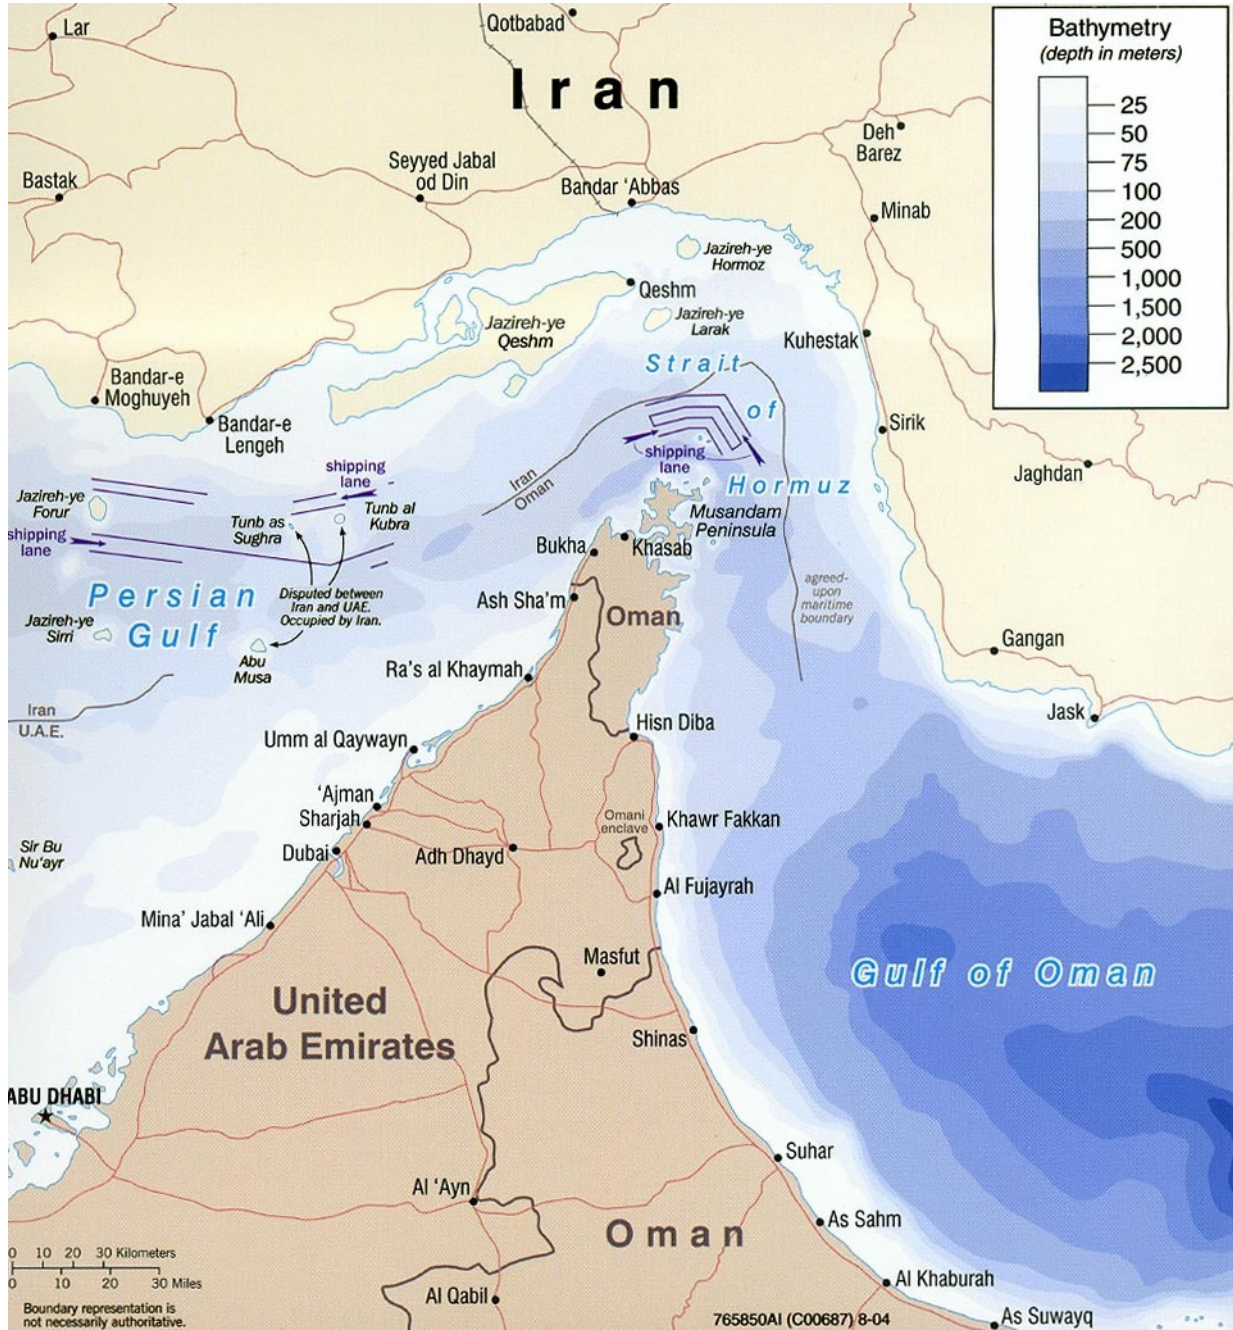 Lar
Qotbabad
Iran
Bathymetry
(depth in meters)
25
50
75
100
200
500
1,000
1,500
2,000
2,500
Deh
Barez
Bastak
Seyyed Jabal
od Din
Bandar ‘Abbas
Minab
Jazireh-ye
Hormoz
Qeshm
Jazireh-ye
Qeshm
Jazireh-ye
Larak
Kuhestak
Strait
of
Hormuz
Bandar-e
Moghuyeh
Bandar-e
Lengeh
Sirik
Jaghdan
shipping
lane
shipping
lane
Iran
Oman
Jazireh-ye
Forur
shipping
lane
Tunb as
Sughra
Tunb al
Kubra
Musandam
Peninsula
Bukha
Khasab
Persian
Gulf
Disputed between
Iran and UAE.
Occupied by Iran.
Ash Sha’m
Oman
agreed-
upon
maritime
boundary
Jazireh-ye
Sirri
Abu
Musa
Ra’s al Khaymah
Gangan
Iran
U.A.E.
Umm al Qaywayn
Hisn Diba
Jask
‘Ajman
Sharjah
Dubai
Adh Dhayd
Omani
enclave
Khawr Fakkan
Sir Bu
Nu‘ayr
Al Fujayrah
Mina’ Jabal ‘Ali
Masfut
Gulf of Oman
United
Arab Emirates
Shinas
ABU DHABI
Suhar
Al ‘Ayn
As Sahm
Oman
0 10 20 30 Kilometers
0 10 20 30 Miles
Al Khaburah
Al Qabil
Boundary representation is
not necessarily authoritative.
765850AI (C00687) 8-04
As Suwayq